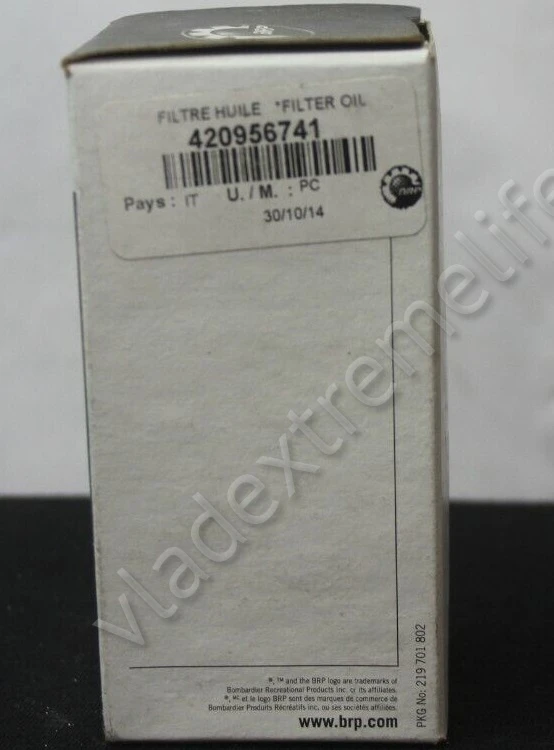 BRP
FILTRE HUILE *FILTER OIL
420956741
Pays : IT U. / M. : PC
30/10/14
vladextremelife
®, ™ and the BRP logo are trademarks of
Bombardier Recreational Products Inc. or its affiliates.
®, MC et le logo BRP sont des marques de commerce de
Bombardier Produits Récréatifs inc. ou ses sociétés affiliées.
www.brp.com
PKG No: 219 701 802